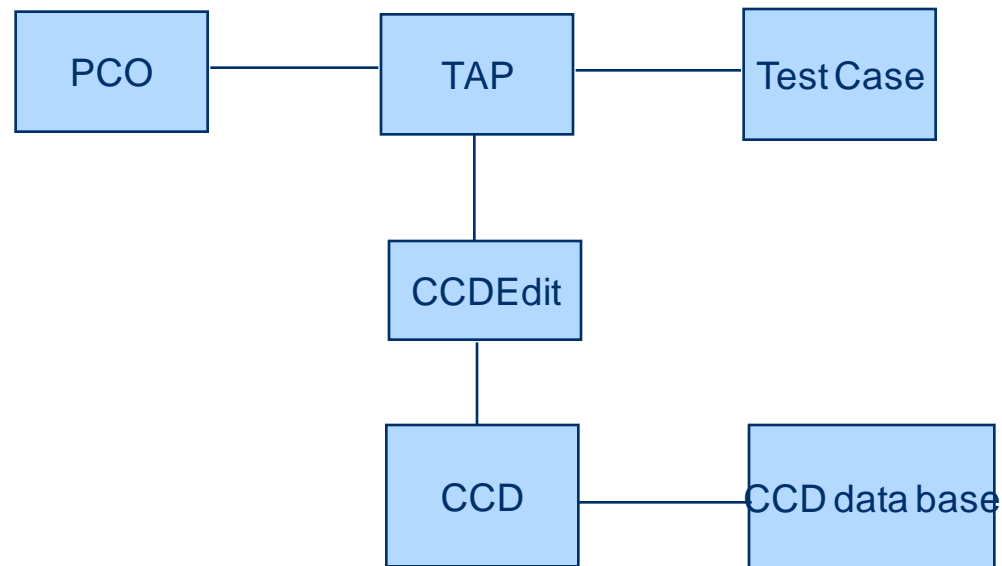 PCO
TAP
Test Case
CCDEdit
CCD
CCD data base